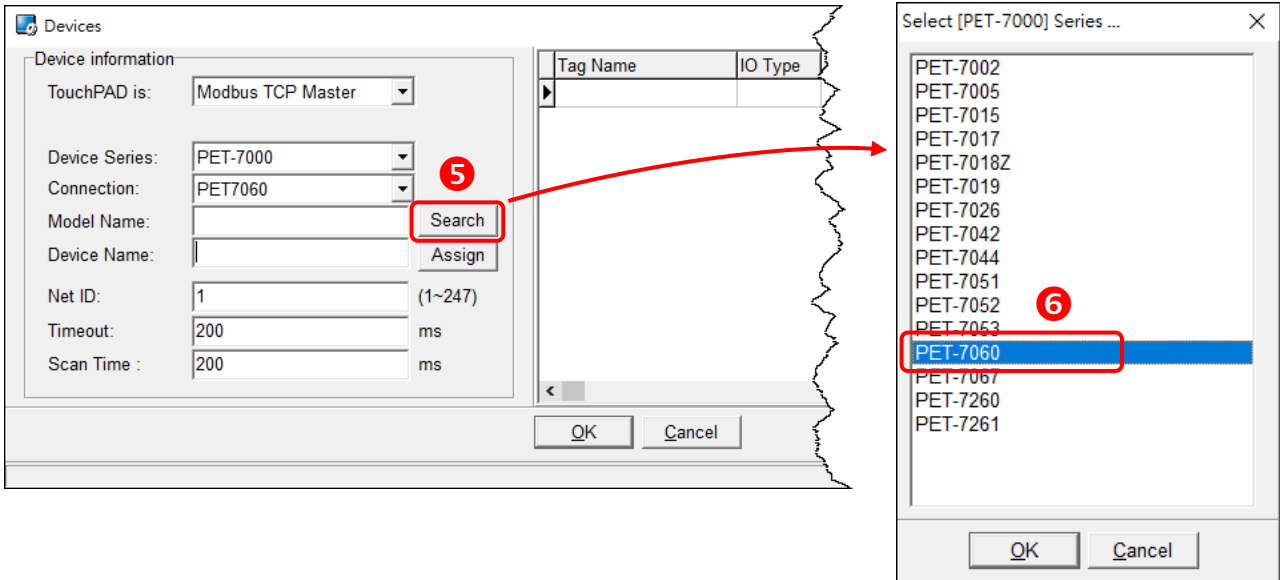 Devices
Device information
TouchPAD is: Modbus TCP Master
Device Series: PET-7000
Connection: PET7060
Model Name: Search
Device Name: Assign
Net ID: 1 (1~247)
Timeout: 200 ms
Scan Time : 200 ms
Tag Name IO Type
OK Cancel
5
Select [PET-7000] Series ...
PET-7002
PET-7005
PET-7015
PET-7017
PET-7018Z
PET-7019
PET-7026
PET-7042
PET-7044
PET-7051
PET-7052
PET-7053
PET-7060
PET-7067
PET-7260
PET-7261
6
OK Cancel